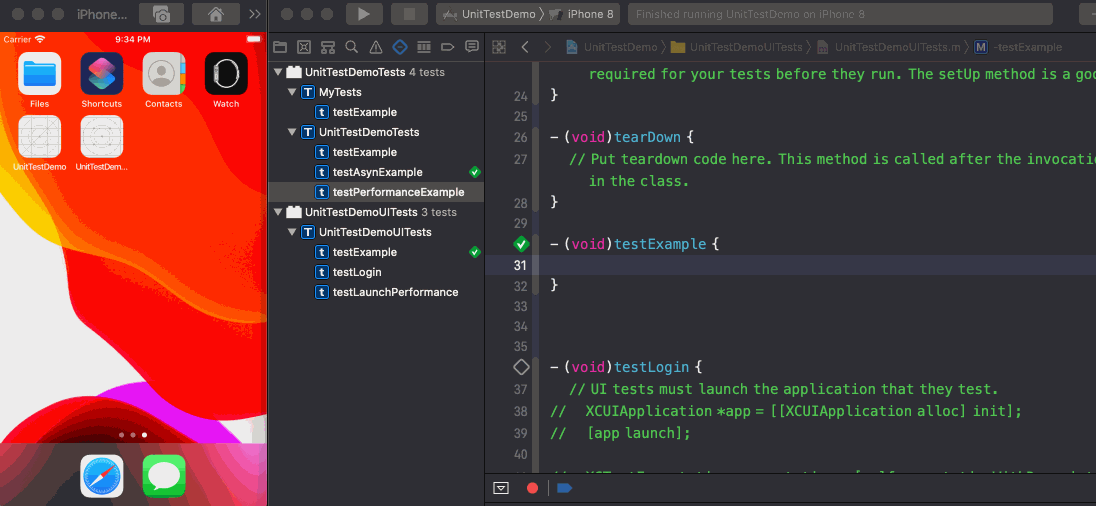 iPhone...
UnitTestDemo
iPhone 8
Finished running UnitTestDemo on iPhone 8
Carrer
9:34 PM
Files
Shortcuts
Contacts
Watch
UnitTestDemo
UnitTestDem...
UnitTestDemoTests 4 tests
T MyTests
t testExample
T UnitTestDemoTests
t testExample
t testAsynExample
t testPerformanceExample
UnitTestDemoUITests 3 tests
T UnitTestDemoUITests
t testExample
t testLogin
t testLaunchPerformance
UnitTestDemo
UnitTestDemoUITests
UnitTestDemoUITests.m
M -testExample
required for your tests before they run. The setUp method is a goo
24 }
25
26 - (void)tearDown {
27 // Put teardown code here. This method is called after the invocatio
in the class.
28 }
29
- (void)testExample {
31
32 }
33
34
35
- (void)testLogin {
37 // UI tests must launch the application that they test.
38 // XCUIApplication *app = [[XCUIApplication alloc] init];
39 // [app launch];
40